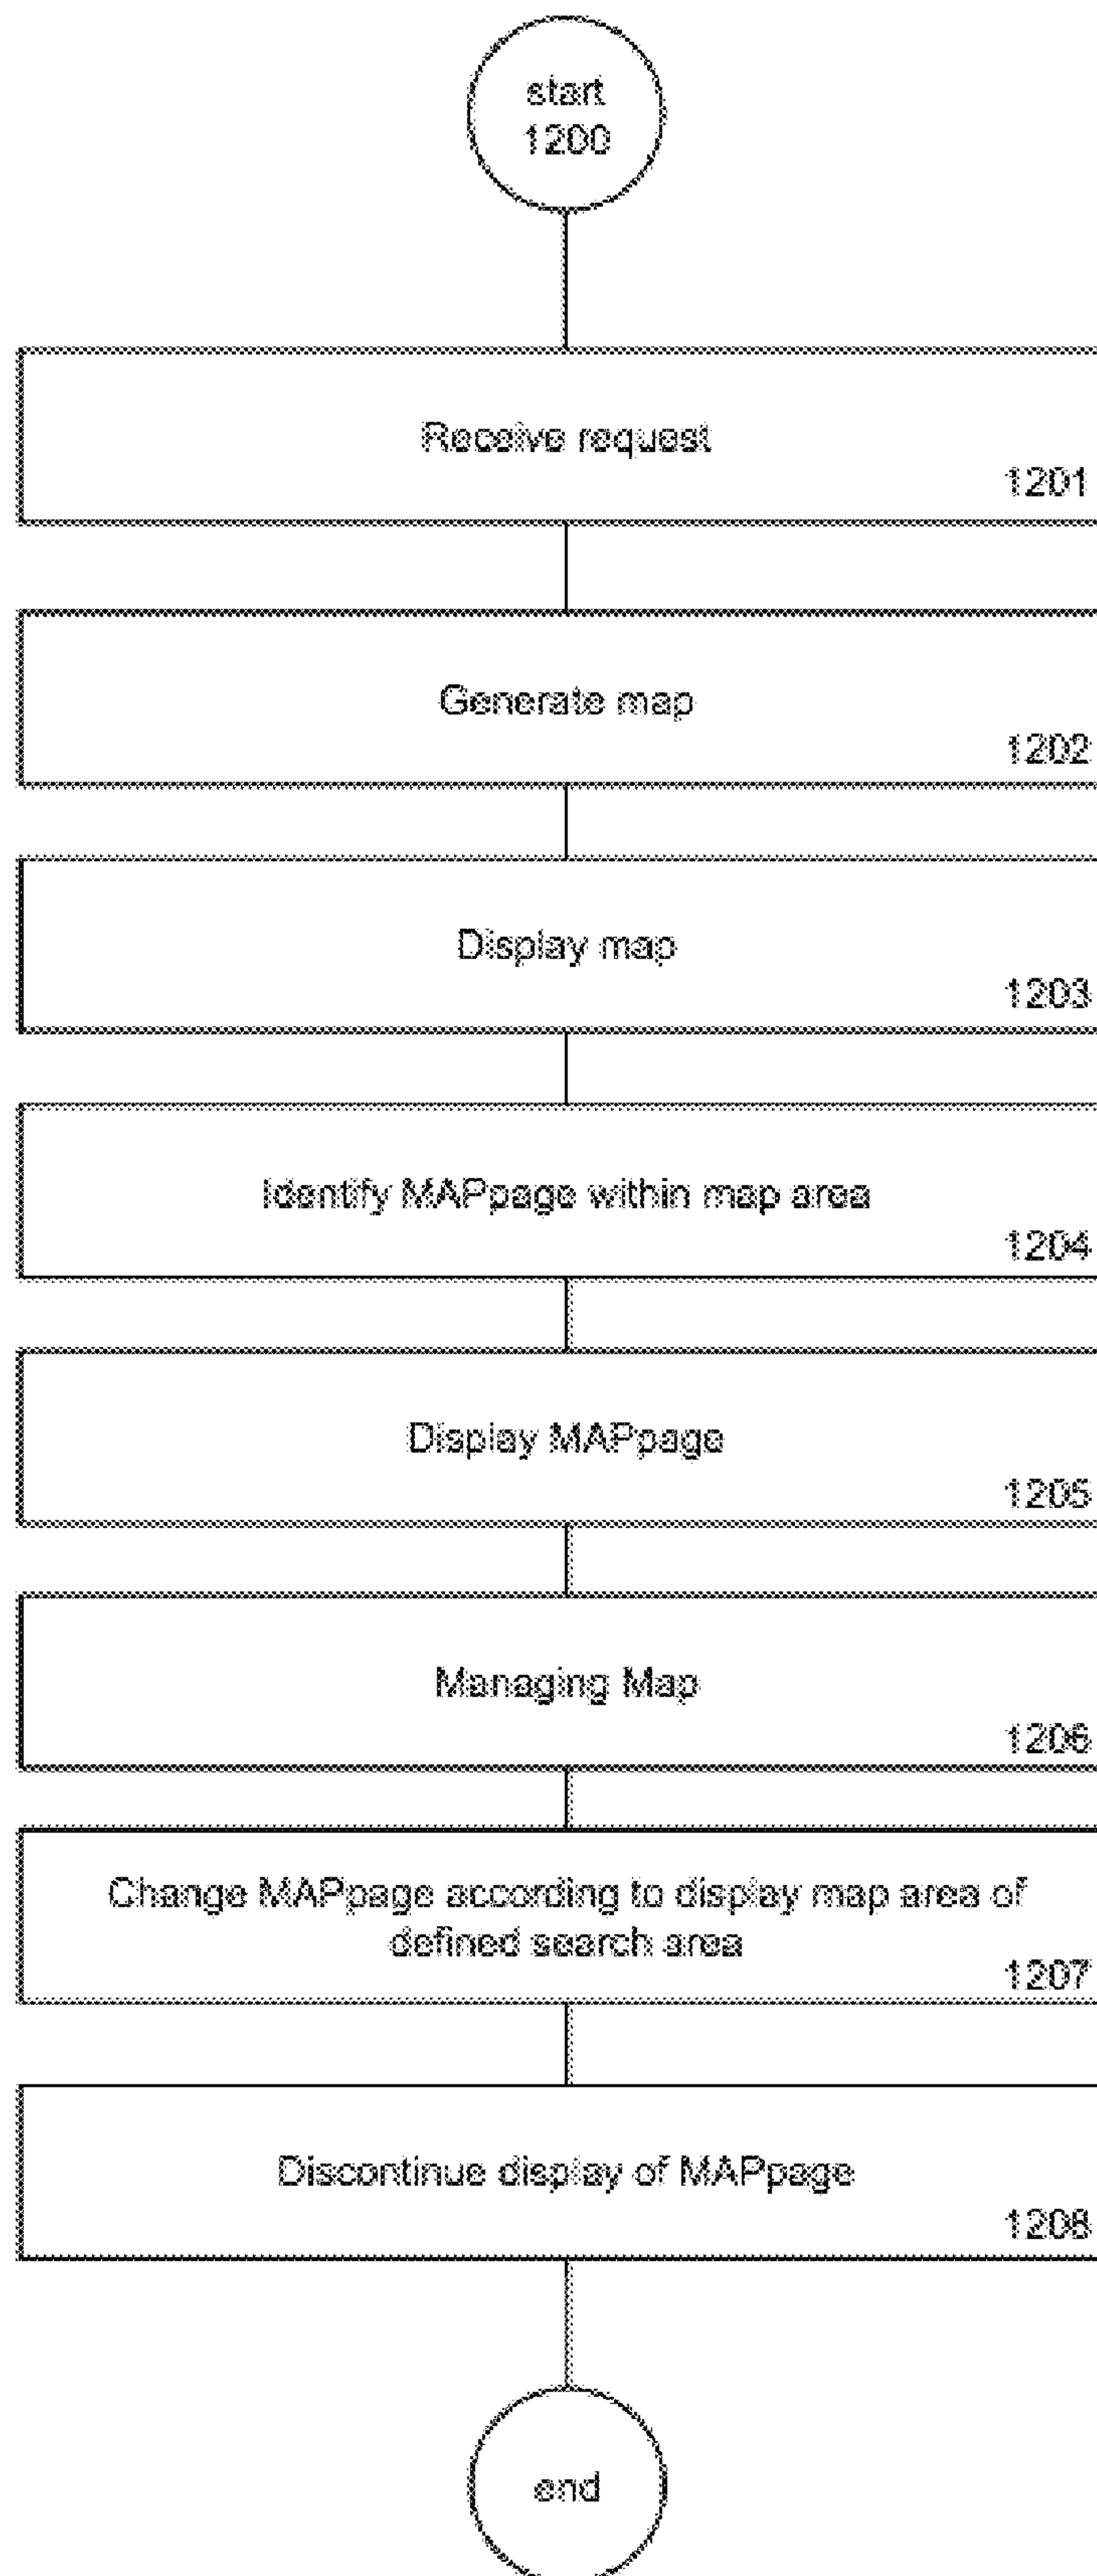 start
1200
Receive request
1201
Generate map
1202
Display map
1203
Identify MAPpage within map area
1204
Display MAPpage
1205
Managing Map
1206
Change MAPpage according to display map area of
defined search area
1207
Discontinue display of MAPpage
1208
end